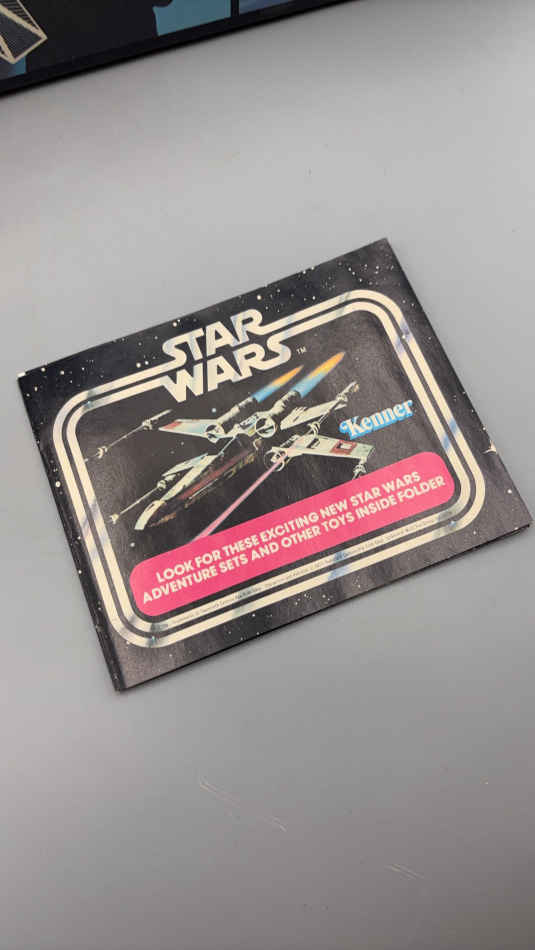 STAR
WARS TM
Kenner
LOOK FOR THESE EXCITING NEW STAR WARS
ADVENTURE SETS AND OTHER TOYS INSIDE FOLDER